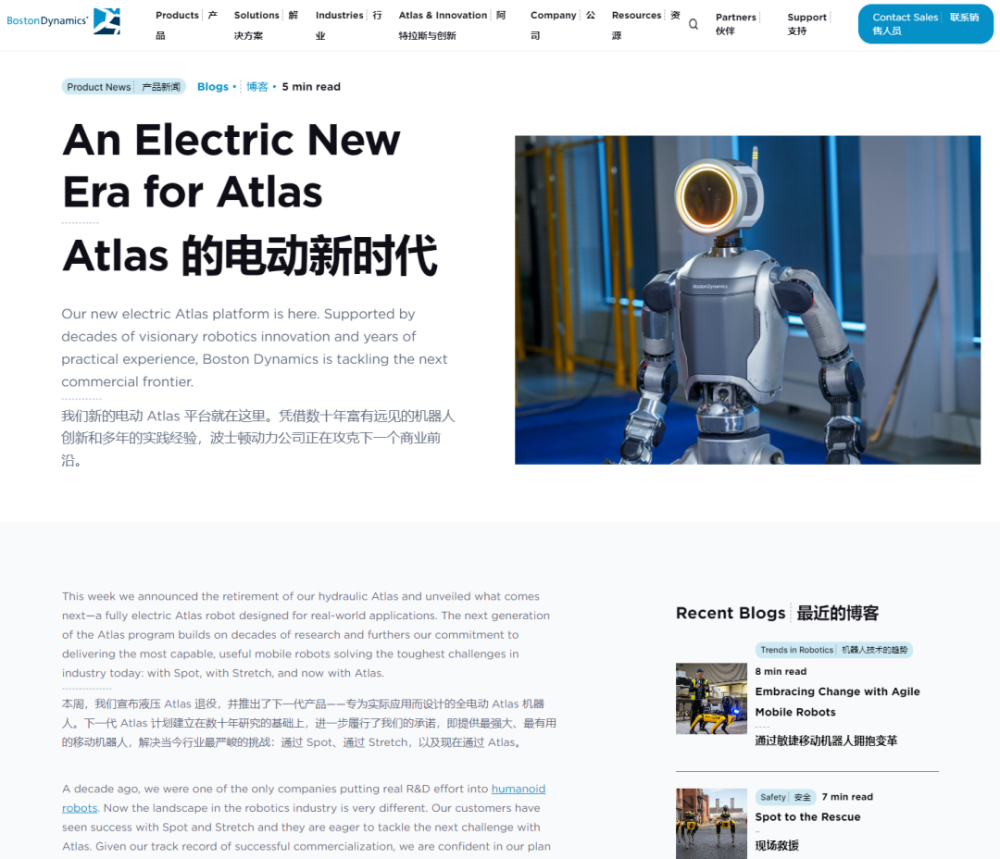 BostonDynamics
Products 产品
Solutions 解决方案
Industries 行业
Atlas & Innovation 阿特拉斯与创新
Company 公司
Resources 资源
Partners 伙伴
Support 支持
Contact Sales 联系销售人员
Product News 产品新闻 Blogs • 博客 • 5 min read
An Electric New
Era for Atlas
Atlas 的电动新时代
Our new electric Atlas platform is here. Supported by
decades of visionary robotics innovation and years of
practical experience, Boston Dynamics is tackling the next
commercial frontier.
我们新的电动 Atlas 平台就在这里。凭借数十年富有远见的机器人
创新和多年的实践经验，波士顿动力公司正在攻克下一个商业前
沿。
BostonDynamics
This week we announced the retirement of our hydraulic Atlas and unveiled what comes
next—a fully electric Atlas robot designed for real-world applications. The next generation
of the Atlas program builds on decades of research and furthers our commitment to
delivering the most capable, useful mobile robots solving the toughest challenges in
industry today: with Spot, with Stretch, and now with Atlas.
本周，我们宣布液压 Atlas 退役，并推出了下一代产品——专为实际应用而设计的全电动 Atlas 机器
人。下一代 Atlas 计划建立在数十年研究的基础上，进一步履行了我们的承诺，即提供最强大、最有用
的移动机器人，解决当今行业最严峻的挑战：通过 Spot、通过 Stretch，以及现在通过 Atlas。
A decade ago, we were one of the only companies putting real R&D effort into humanoid
robots. Now the landscape in the robotics industry is very different. Our customers have
seen success with Spot and Stretch and they are eager to tackle the next challenge with
Atlas. Given our track record of successful commercialization, we are confident in our plan
Recent Blogs 最近的博客
Trends in Robotics 机器人技术的趋势
8 min read
Embracing Change with Agile
Mobile Robots
通过敏捷移动机器人拥抱变革
Safety 安全 7 min read
Spot to the Rescue
现场救援